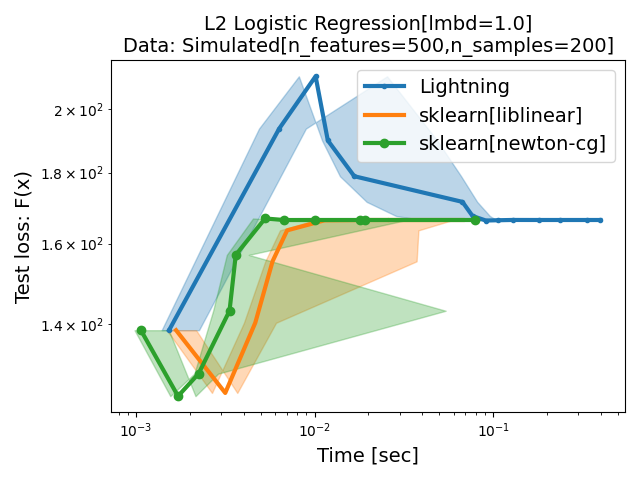 L2 Logistic Regression[lmbd=1.0]
Data: Simulated[n_features=500,n_samples=200]
Test loss: F(x)
2 × 10²
1.8 × 10²
1.6 × 10²
1.4 × 10²
Lightning
sklearn[liblinear]
sklearn[newton-cg]
10⁻³
10⁻²
10⁻¹
Time [sec]